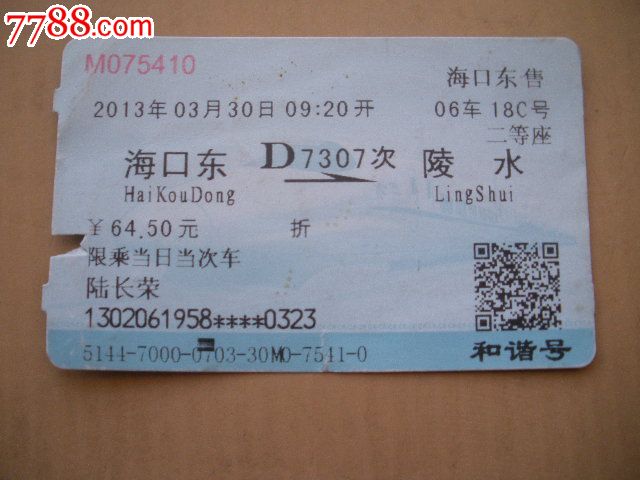 7788.com
M075410
海口东售
2013年03月30日 09:20开 06车 18C号
二等座
海口东 D7307次 陵水
HaiKouDong LingShui
￥64.50元 折
限乘当日当次车
陆长荣
1302061958****0323
5144-7000-0703-30M0-7541-0 和谐号